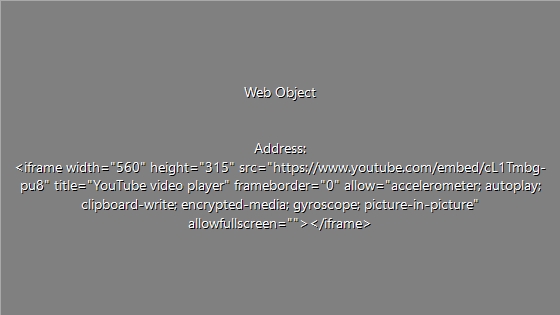 Web Object
Address:
<iframe width="560" height="315" src="https://www.youtube.com/embed/cL1Tmbg-
pu8" title="YouTube video player" frameborder="0" allow="accelerometer; autoplay;
clipboard-write; encrypted-media; gyroscope; picture-in-picture"
allowfullscreen=""></iframe>